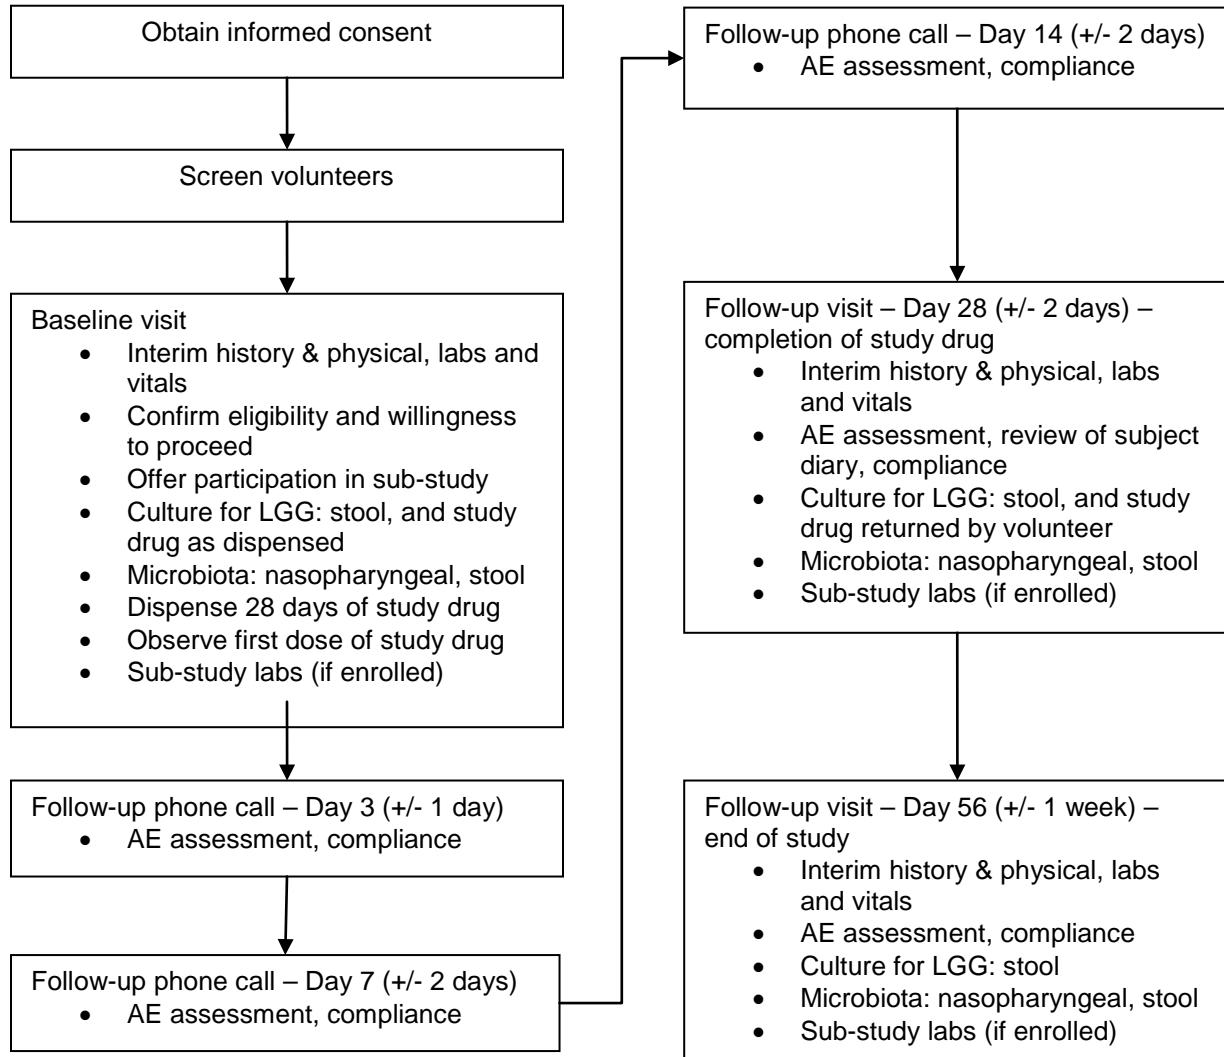 Obtain informed consent
Screen volunteers
Baseline visit
• Interim history & physical, labs and
vitals
• Confirm eligibility and willingness
to proceed
• Offer participation in sub-study
• Culture for LGG: stool, and study
drug as dispensed
• Microbiota: nasopharyngeal, stool
• Dispense 28 days of study drug
• Observe first dose of study drug
• Sub-study labs (if enrolled)
Follow-up phone call – Day 3 (+/- 1 day)
• AE assessment, compliance
Follow-up phone call – Day 7 (+/- 2 days)
• AE assessment, compliance
Follow-up phone call – Day 14 (+/- 2 days)
• AE assessment, compliance
Follow-up visit – Day 28 (+/- 2 days) –
completion of study drug
• Interim history & physical, labs
and vitals
• AE assessment, review of subject
diary, compliance
• Culture for LGG: stool, and study
drug returned by volunteer
• Microbiota: nasopharyngeal, stool
• Sub-study labs (if enrolled)
Follow-up visit – Day 56 (+/- 1 week) –
end of study
• Interim history & physical, labs
and vitals
• AE assessment, compliance
• Culture for LGG: stool
• Microbiota: nasopharyngeal, stool
• Sub-study labs (if enrolled)